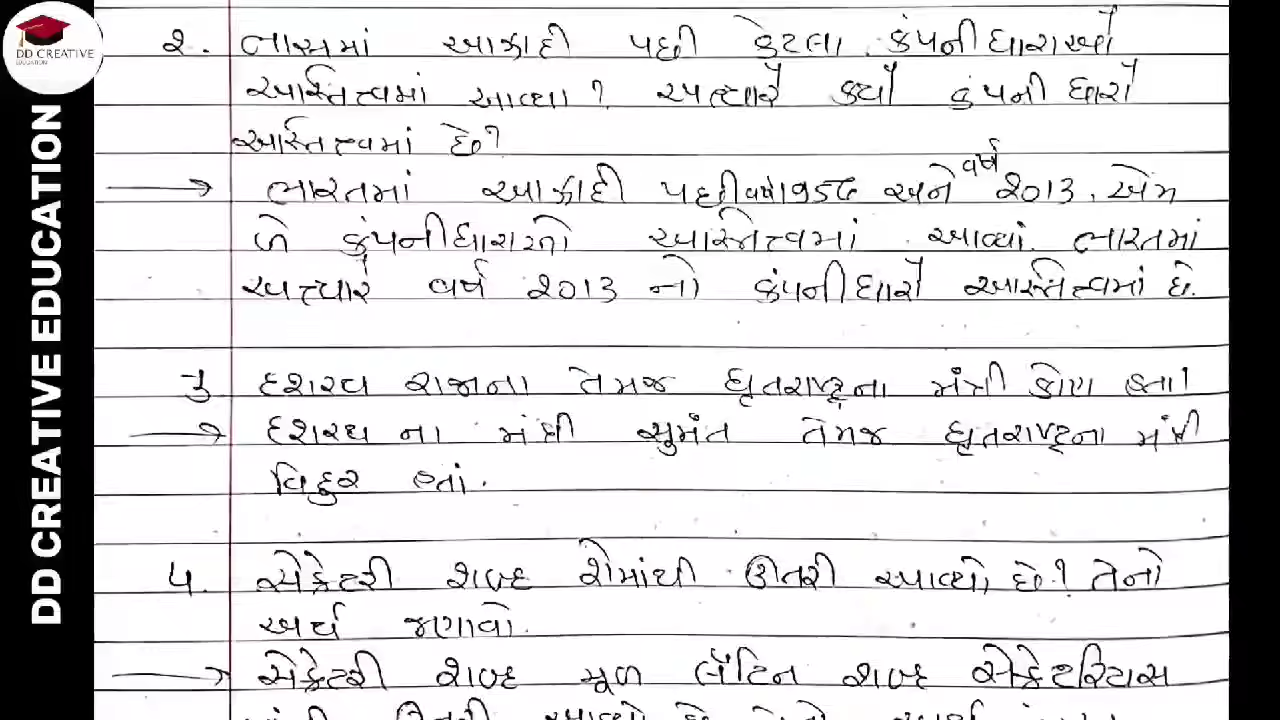 DD CREATIVE
EDUCATION
DD CREATIVE EDUCATION
૨. ભારતમાં આઝાદી પછી કેટલા કંપનીધારાઓ
અસ્તિત્વમાં આવ્યા? અત્યારે કયો કંપની ધારો
અસ્તિત્વમાં છે?
→ ભારતમાં આઝાદી પછી વર્ષ ૧૯૫૬ અને વર્ષ ૨૦૧૩. એમ
બે કંપનીધારાઓ અસ્તિત્વમાં આવ્યાં. ભારતમાં
અત્યારે વર્ષ ૨૦૧૩ નો કંપનીધારો અસ્તિત્વમાં છે.
૩ દશરથ રાજાના તેમજ ધૃતરાષ્ટ્રના મંત્રી કોણ હતા?
→ દશરથ ના મંત્રી સુમંત તેમજ ધૃતરાષ્ટ્રના મંત્રી
વિદુર હતાં.
૫. સેક્રેટરી શબ્દ શેમાંથી ઊતરી આવ્યો છે? તેનો
અર્થ જણાવો.
→ સેક્રેટરી શબ્દ મૂળ લૅટિન શબ્દ સેક્રેટરિયાસ